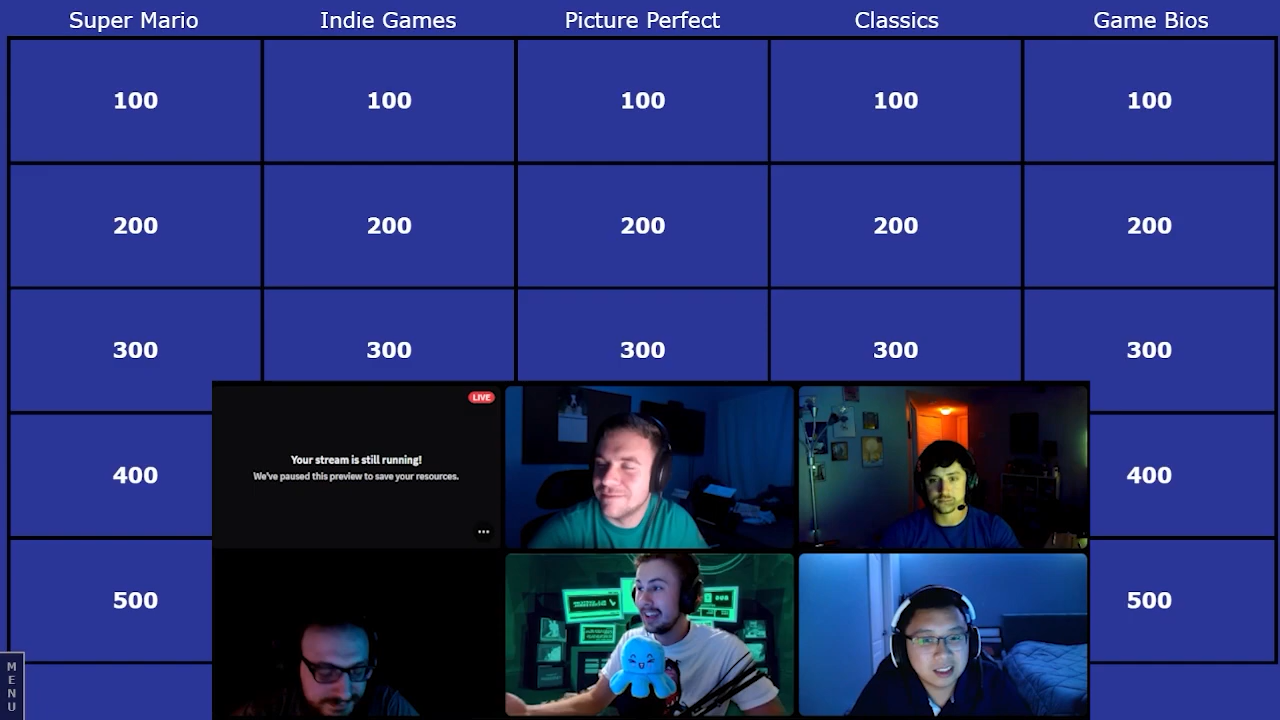 Super Mario Indie Games Picture Perfect Classics Game Bios
100 100 100 100 100
200 200 200 200 200
300 300 300 300 300
LIVE
Your stream is still running!
We've paused this preview to save your resources.
400 400
500 500
MENU